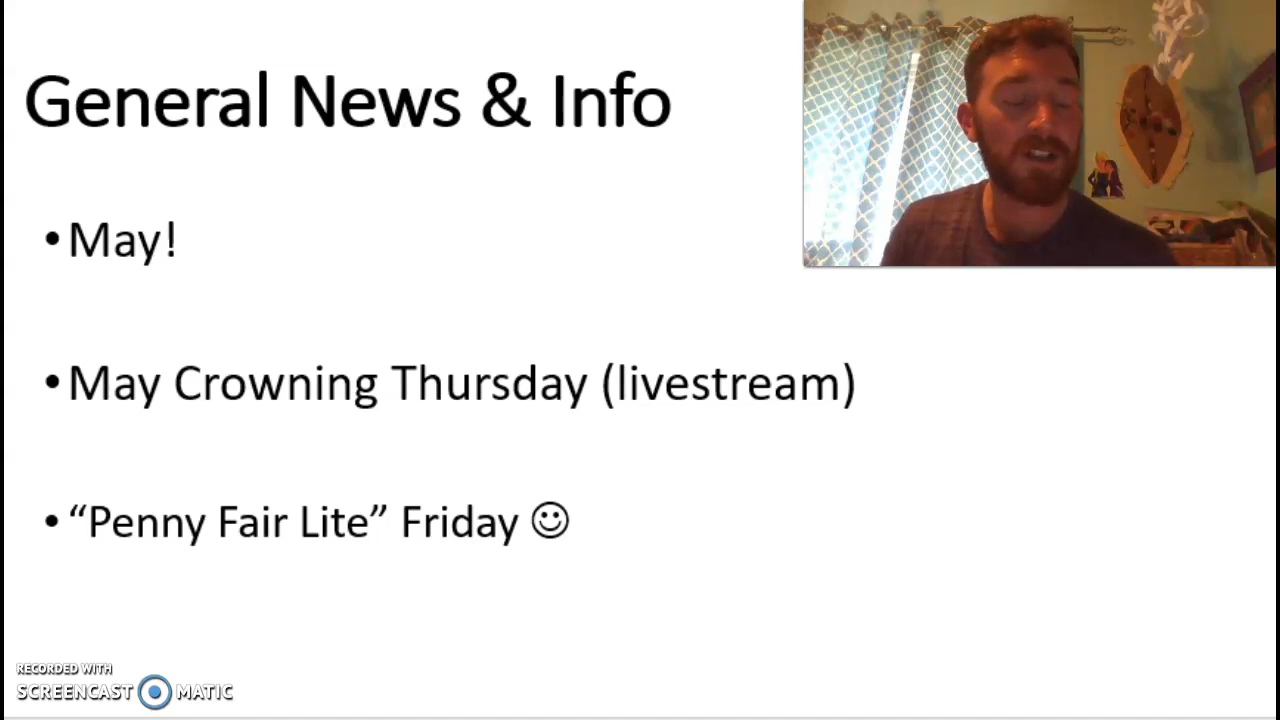 General News & Info
•May!
•May Crowning Thursday (livestream)
•“Penny Fair Lite” Friday ☺
RECORDED WITH
SCREENCAST MATIC